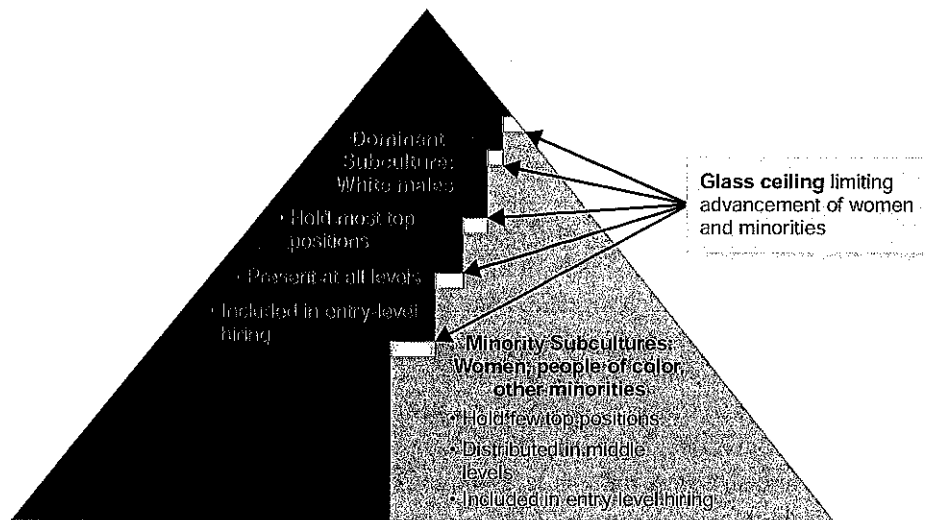 Dominant
Subculture:
White males
• Hold most top
positions
• Present at all levels
• Included in entry-level
hiring
Glass ceiling limiting
advancement of women
and minorities
Minority Subcultures:
Women, people of color,
other minorities
• Hold few top positions
• Distributed in middle
levels
• Included in entry-level hiring